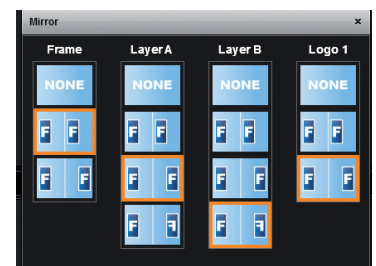 Mirror ×
Frame Layer A Layer B Logo 1
NONE NONE NONE NONE
F F F F F F
F F F F F F F F
F F F F